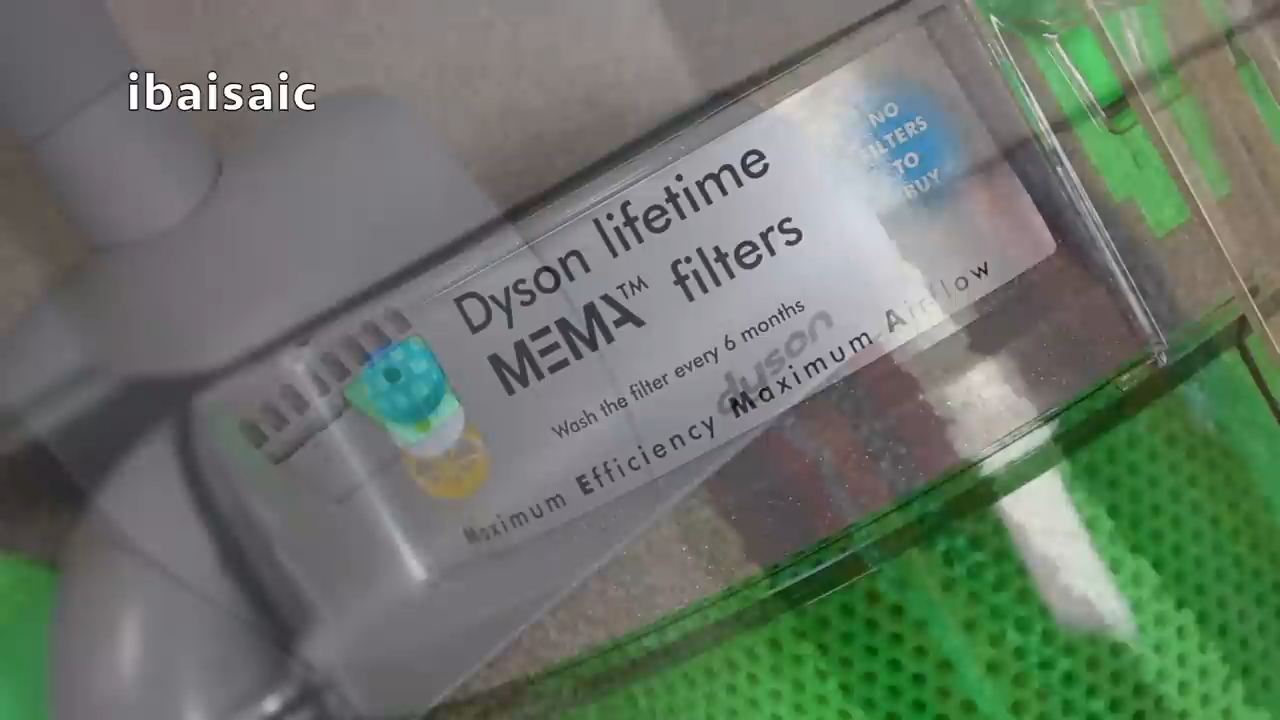 ibaisaic
NO
FILTERS
TO
BUY
Dyson lifetime
MEMA™ filters
Wash the filter every 6 months
dyson
Maximum Efficiency Maximum Airflow